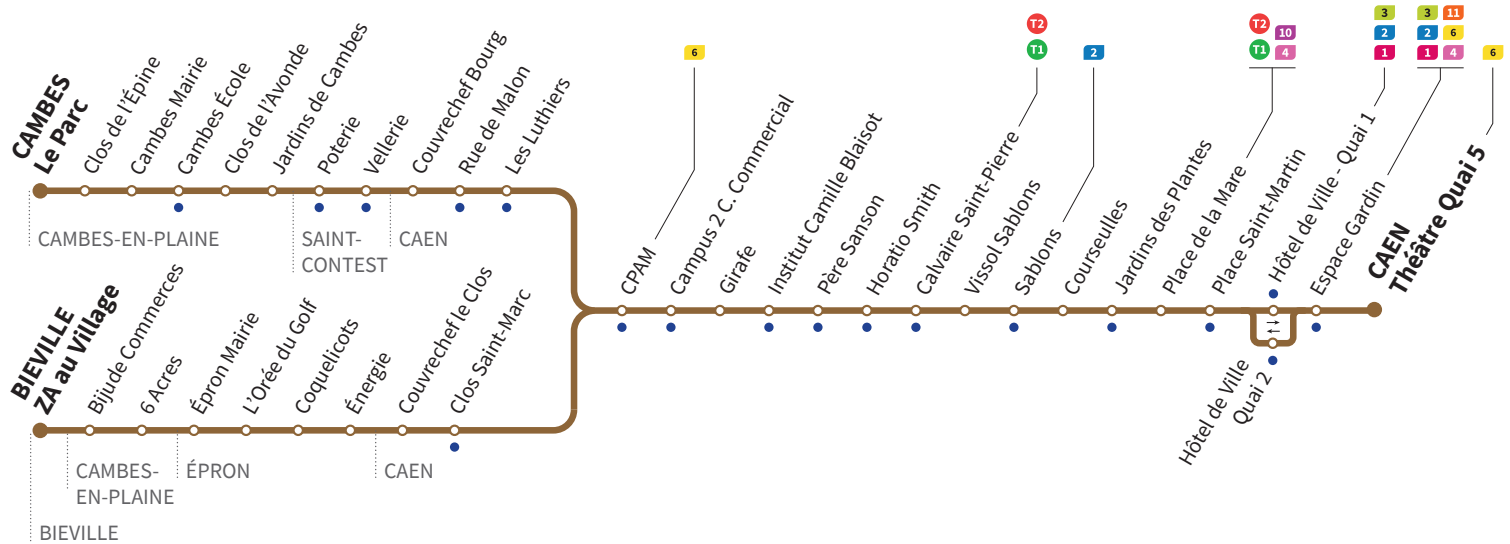 3
3
11
T2
T2
10
2
2
6
6
T1
2
T1
4
1
1
4
6
CAMBES
Le Parc
Clos de l'Épine
Cambes Mairie
Cambes École
Clos de l'Avonde
Jardins de Cambes
Poterie
Vellerie
Couvrechef Bourg
Rue de Malon
Les Luthiers
CAMBES-EN-PLAINE
SAINT-
CONTEST
CAEN
CPAM
Campus 2 C. Commercial
Girafe
Institut Camille Blaisot
Père Sanson
Horatio Smith
Calvaire Saint-Pierre
Vissol Sablons
Sablons
Courseulles
Jardins des Plantes
Place de la Mare
Place Saint-Martin
Hôtel de Ville - Quai 1
Espace Gardin
CAEN
Théâtre Quai 5
Hôtel de Ville
Quai 2
BIEVILLE
ZA au Village
Bijude Commerces
6 Acres
Épron Mairie
L'Orée du Golf
Coquelicots
Énergie
Couvrechef le Clos
Clos Saint-Marc
CAMBES-
EN-PLAINE
ÉPRON
CAEN
BIEVILLE